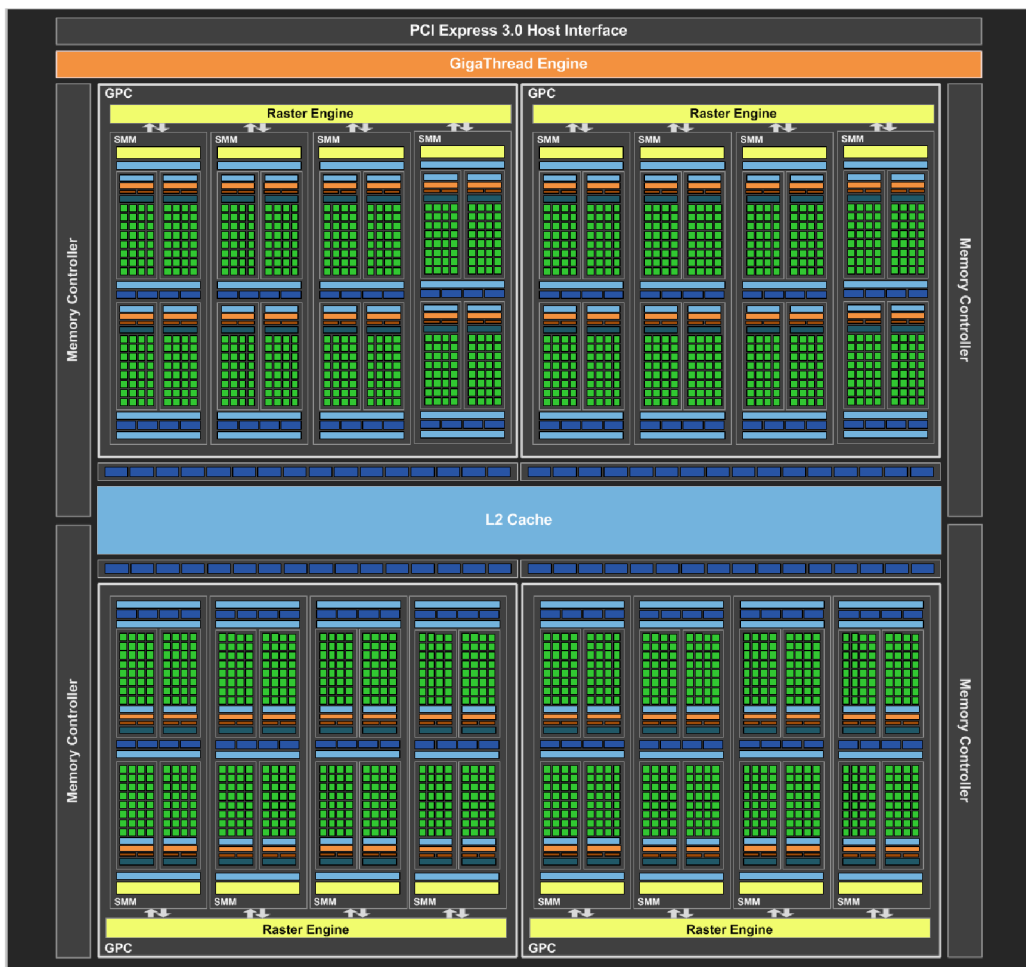 PCI Express 3.0 Host Interface
GigaThread Engine
GPC
GPC
Raster Engine
Raster Engine
SMM
SMM
SMM
SMM
SMM
SMM
SMM
SMM
Memory Controller
Memory Controller
L2 Cache
Memory Controller
Memory Controller
SMM
SMM
SMM
SMM
SMM
SMM
SMM
SMM
Raster Engine
Raster Engine
GPC
GPC